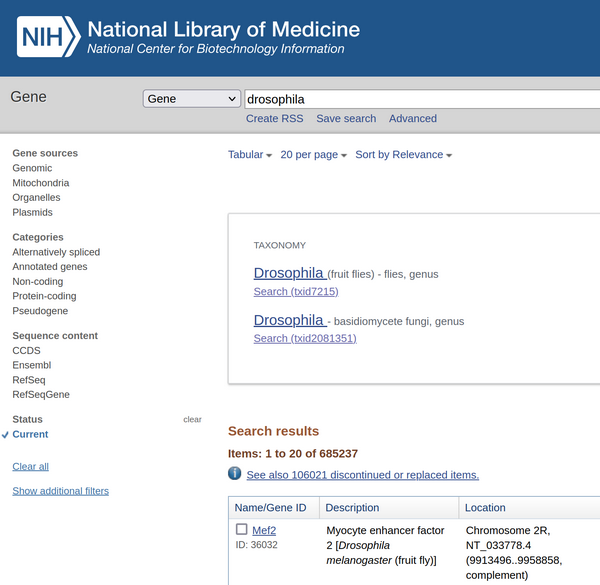 NIH National Library of Medicine
National Center for Biotechnology Information
Gene Gene drosophila
Create RSS Save search Advanced
Gene sources
Genomic
Mitochondria
Organelles
Plasmids
Categories
Alternatively spliced
Annotated genes
Non-coding
Protein-coding
Pseudogene
Sequence content
CCDS
Ensembl
RefSeq
RefSeqGene
Status clear
Current
Clear all
Show additional filters
Tabular 20 per page Sort by Relevance
TAXONOMY
Drosophila (fruit flies) - flies, genus
Search (txid7215)
Drosophila - basidiomycete fungi, genus
Search (txid2081351)
Search results
Items: 1 to 20 of 685237
See also 106021 discontinued or replaced items.
Name/Gene ID Description Location
Mef2 Myocyte enhancer factor Chromosome 2R,
ID: 36032 2 [Drosophila NT_033778.4
melanogaster (fruit fly)] (9913496..9958858,
complement)